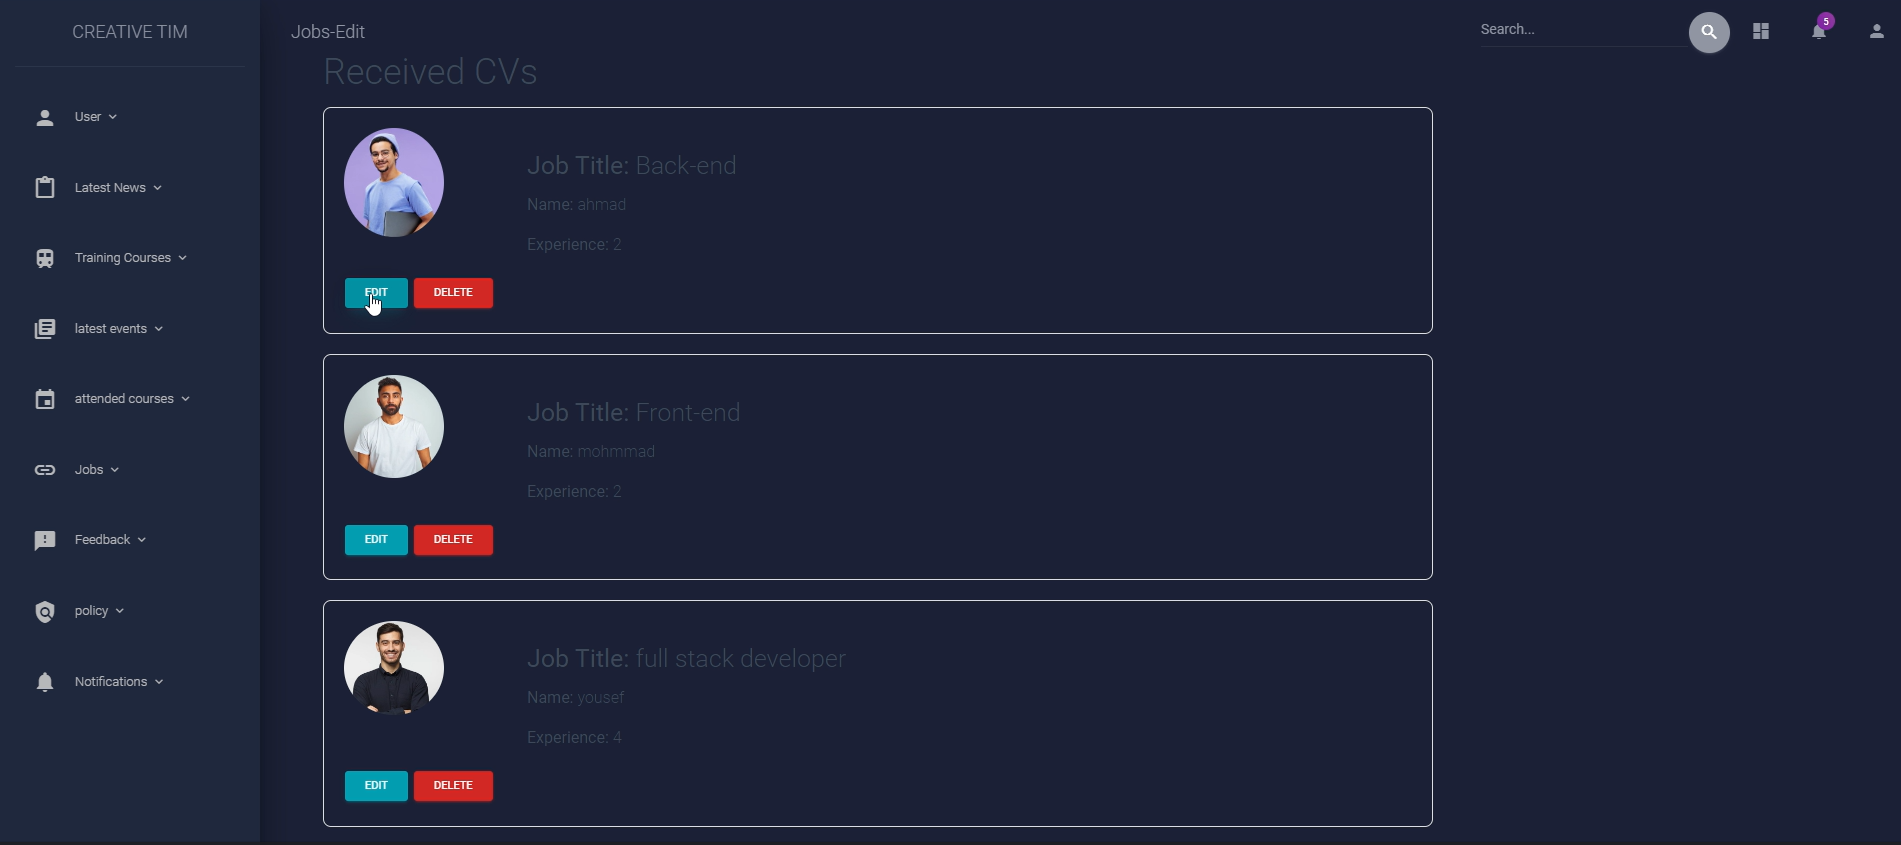 CREATIVE TIM
User
Latest News
Training Courses
latest events
attended courses
Jobs
Feedback
policy
Notifications
Jobs-Edit
Search...
5
Received CVs
Job Title: Back-end
Name: ahmad
Experience: 2
EDIT DELETE
Job Title: Front-end
Name: mohmmad
Experience: 2
EDIT DELETE
Job Title: full stack developer
Name: yousef
Experience: 4
EDIT DELETE